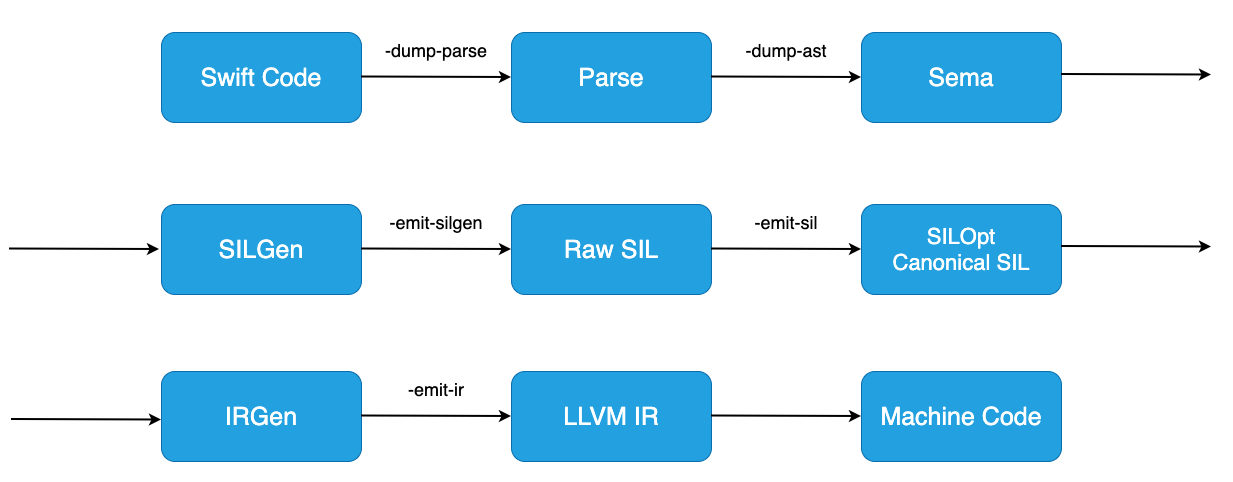 Swift Code
-dump-parse
Parse
-dump-ast
Sema
SILGen
-emit-silgen
Raw SIL
-emit-sil
SILOpt
Canonical SIL
IRGen
-emit-ir
LLVM IR
Machine Code